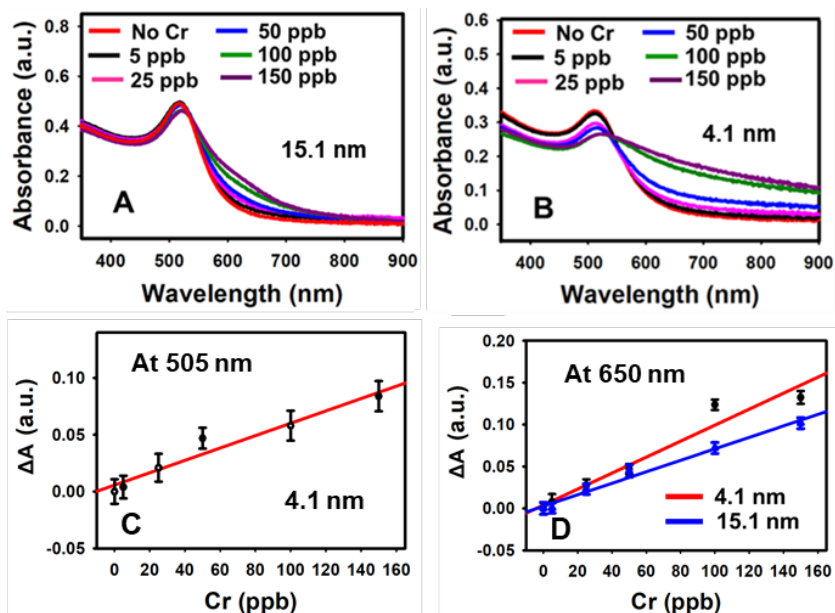 Absorbance (a.u.)
0.8
0.6
0.4
0.2
0.0
No Cr
5 ppb
25 ppb
50 ppb
100 ppb
150 ppb
15.1 nm
A
400 500 600 700 800 900
Wavelength (nm)
Absorbance (a.u.)
0.6
0.5
0.4
0.3
0.2
0.1
0.0
No Cr
5 ppb
25 ppb
50 ppb
100 ppb
150 ppb
4.1 nm
B
400 500 600 700 800 900
Wavelength (nm)
ΔA (a.u.)
0.10
0.05
0.00
-0.05
At 505 nm
4.1 nm
C
0 20 40 60 80 100 120 140 160
Cr (ppb)
ΔA (a.u.)
0.20
0.15
0.10
0.05
0.00
-0.05
At 650 nm
4.1 nm
15.1 nm
D
0 20 40 60 80 100 120 140 160
Cr (ppb)